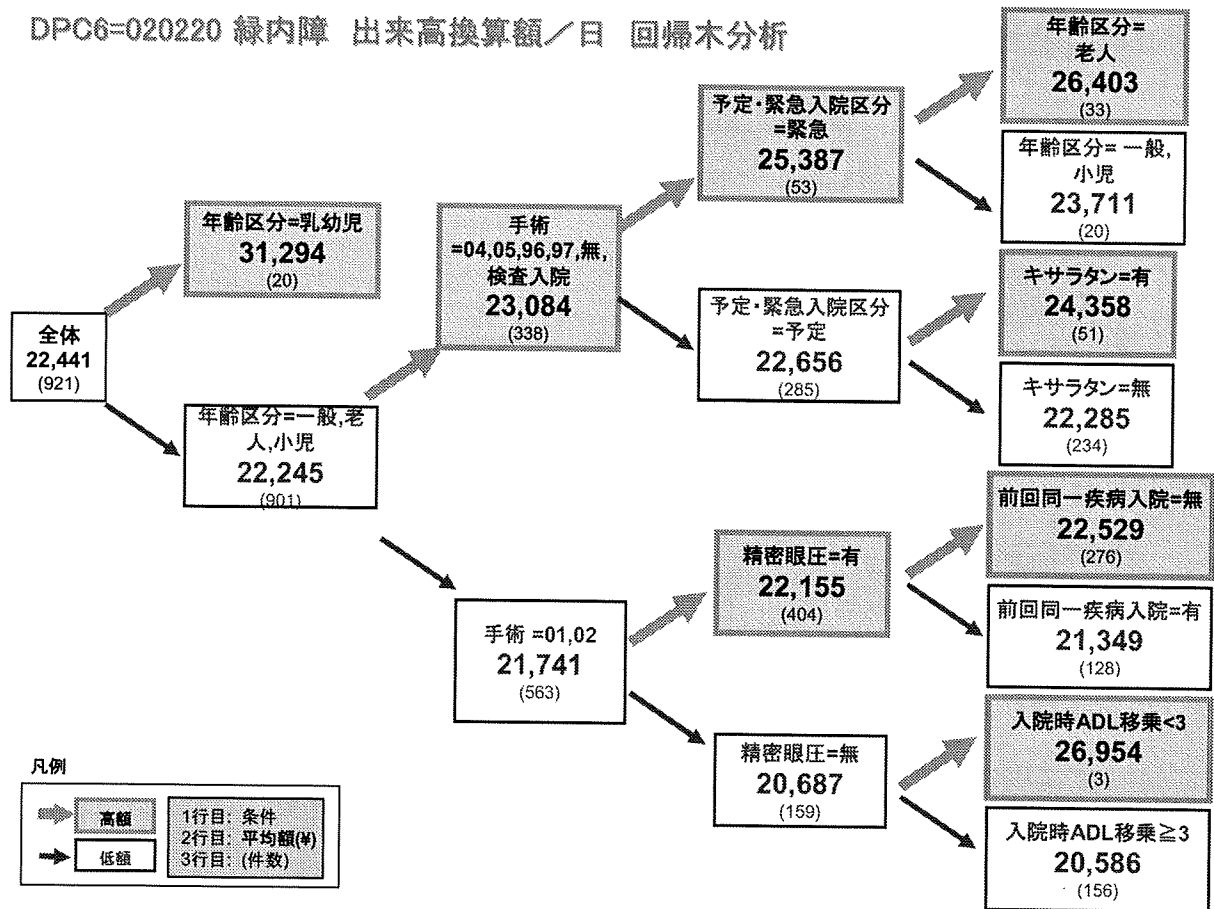 DPC6=020220 緑内障 出来高換算額／日 回帰木分析
全体
22,441
(921)
年齢区分=乳幼児
31,294
(20)
年齢区分=一般,老
人,小児
22,245
(901)
手術
=04,05,96,97,無,
検査入院
23,084
(338)
手術 =01,02
21,741
(563)
予定・緊急入院区分
=緊急
25,387
(53)
予定・緊急入院区分
=予定
22,656
(285)
精密眼圧=有
22,155
(404)
精密眼圧=無
20,687
(159)
年齢区分=
老人
26,403
(33)
年齢区分= 一般,
小児
23,711
(20)
キサラタン=有
24,358
(51)
キサラタン=無
22,285
(234)
前回同一疾病入院=無
22,529
(276)
前回同一疾病入院=有
21,349
(128)
入院時ADL移乗<3
26,954
(3)
入院時ADL移乗≧3
20,586
(156)
凡例
高額
低額
1行目: 条件
2行目: 平均額(¥)
3行目: (件数)